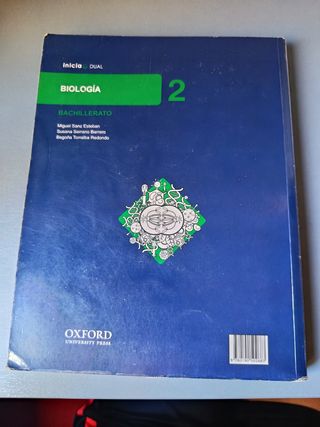 inicia DUAL
BIOLOGÍA
2
BACHILLERATO
Miguel Sanz Esteban
Susana Serrano Barrero
Begoña Torralba Redondo
OXFORD
UNIVERSITY PRESS